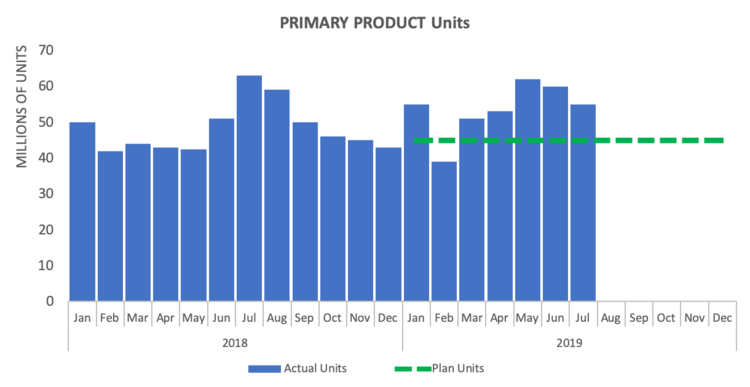 PRIMARY PRODUCT Units
MILLIONS OF UNITS
70
60
50
40
30
20
10
0
Jan Feb Mar Apr May Jun Jul Aug Sep Oct Nov Dec Jan Feb Mar Apr May Jun Jul Aug Sep Oct Nov Dec
2018 2019
Actual Units Plan Units